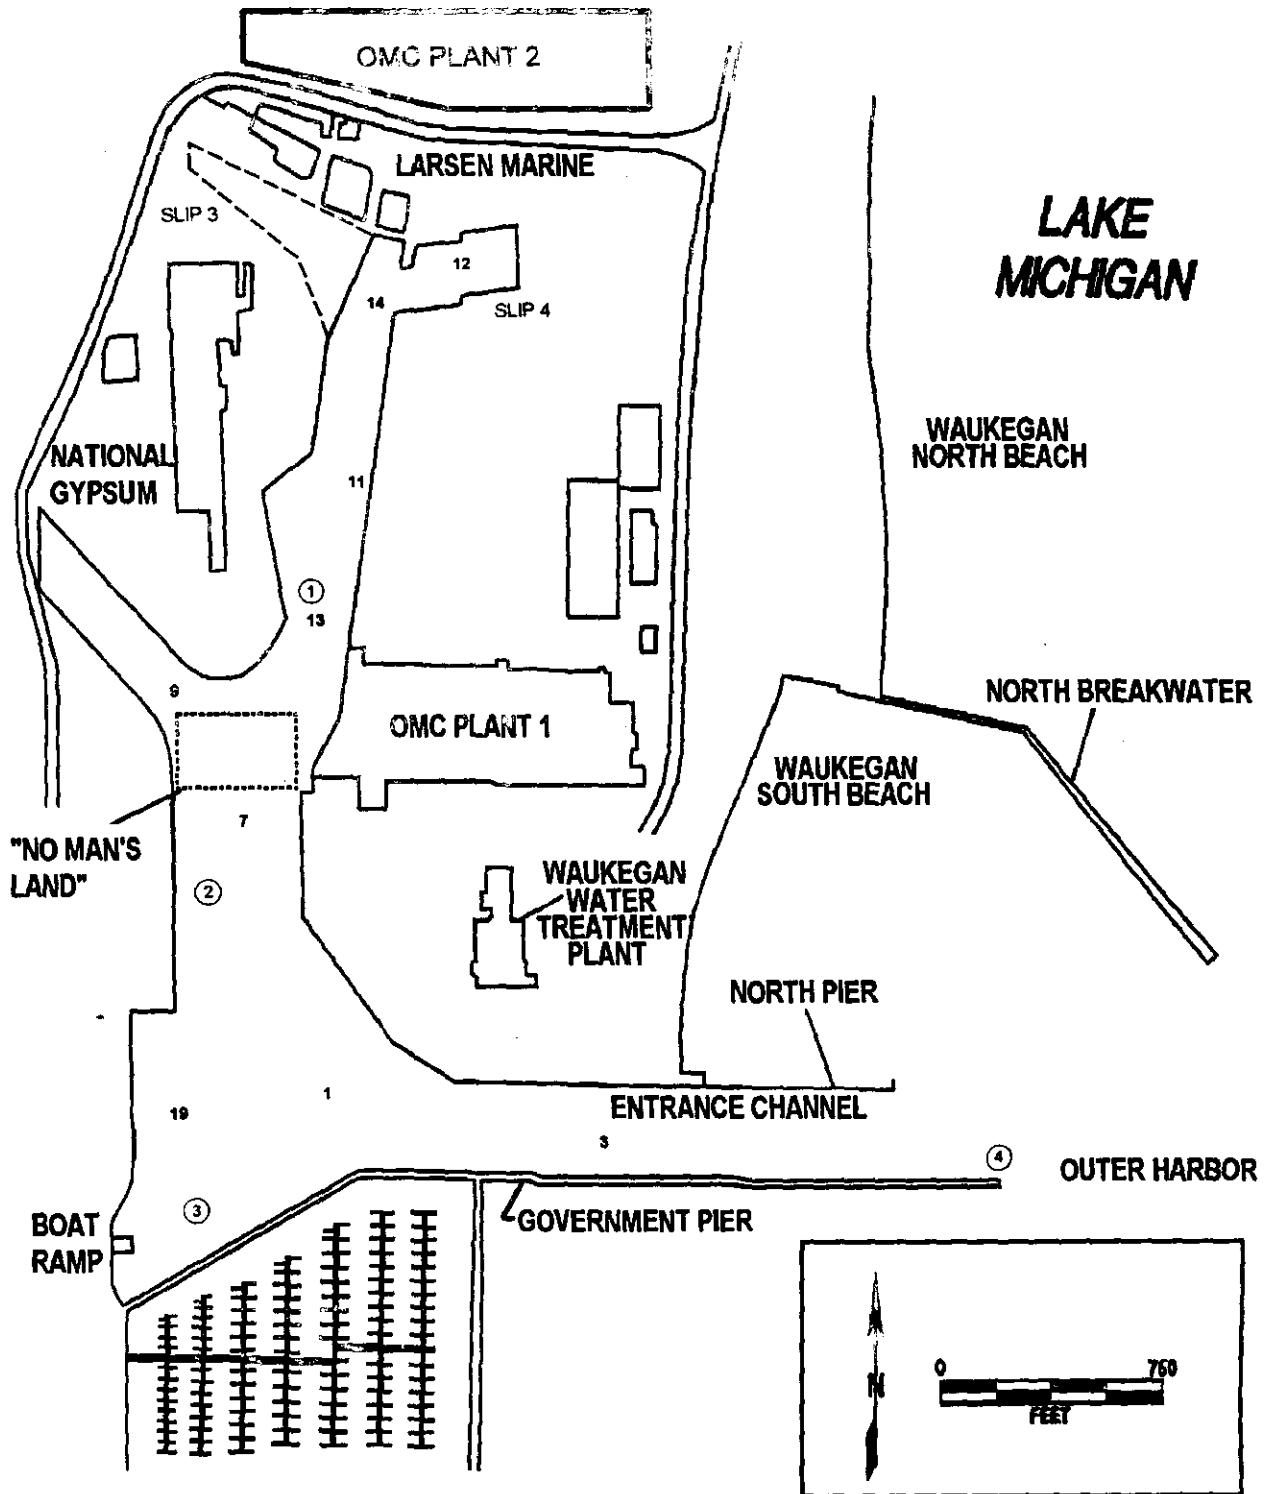 OMC PLANT 2
LARSEN MARINE
LAKE
MICHIGAN
SLIP 3
12
14
SLIP 4
WAUKEGAN
NORTH BEACH
NATIONAL
GYPSUM
11
1
13
9
NORTH BREAKWATER
OMC PLANT 1
WAUKEGAN
SOUTH BEACH
7
"NO MAN'S
LAND"
2
WAUKEGAN
WATER
TREATMENT
PLANT
NORTH PIER
1
19
ENTRANCE CHANNEL
3
4
OUTER HARBOR
3
BOAT
RAMP
GOVERNMENT PIER
N
0 750
FEET